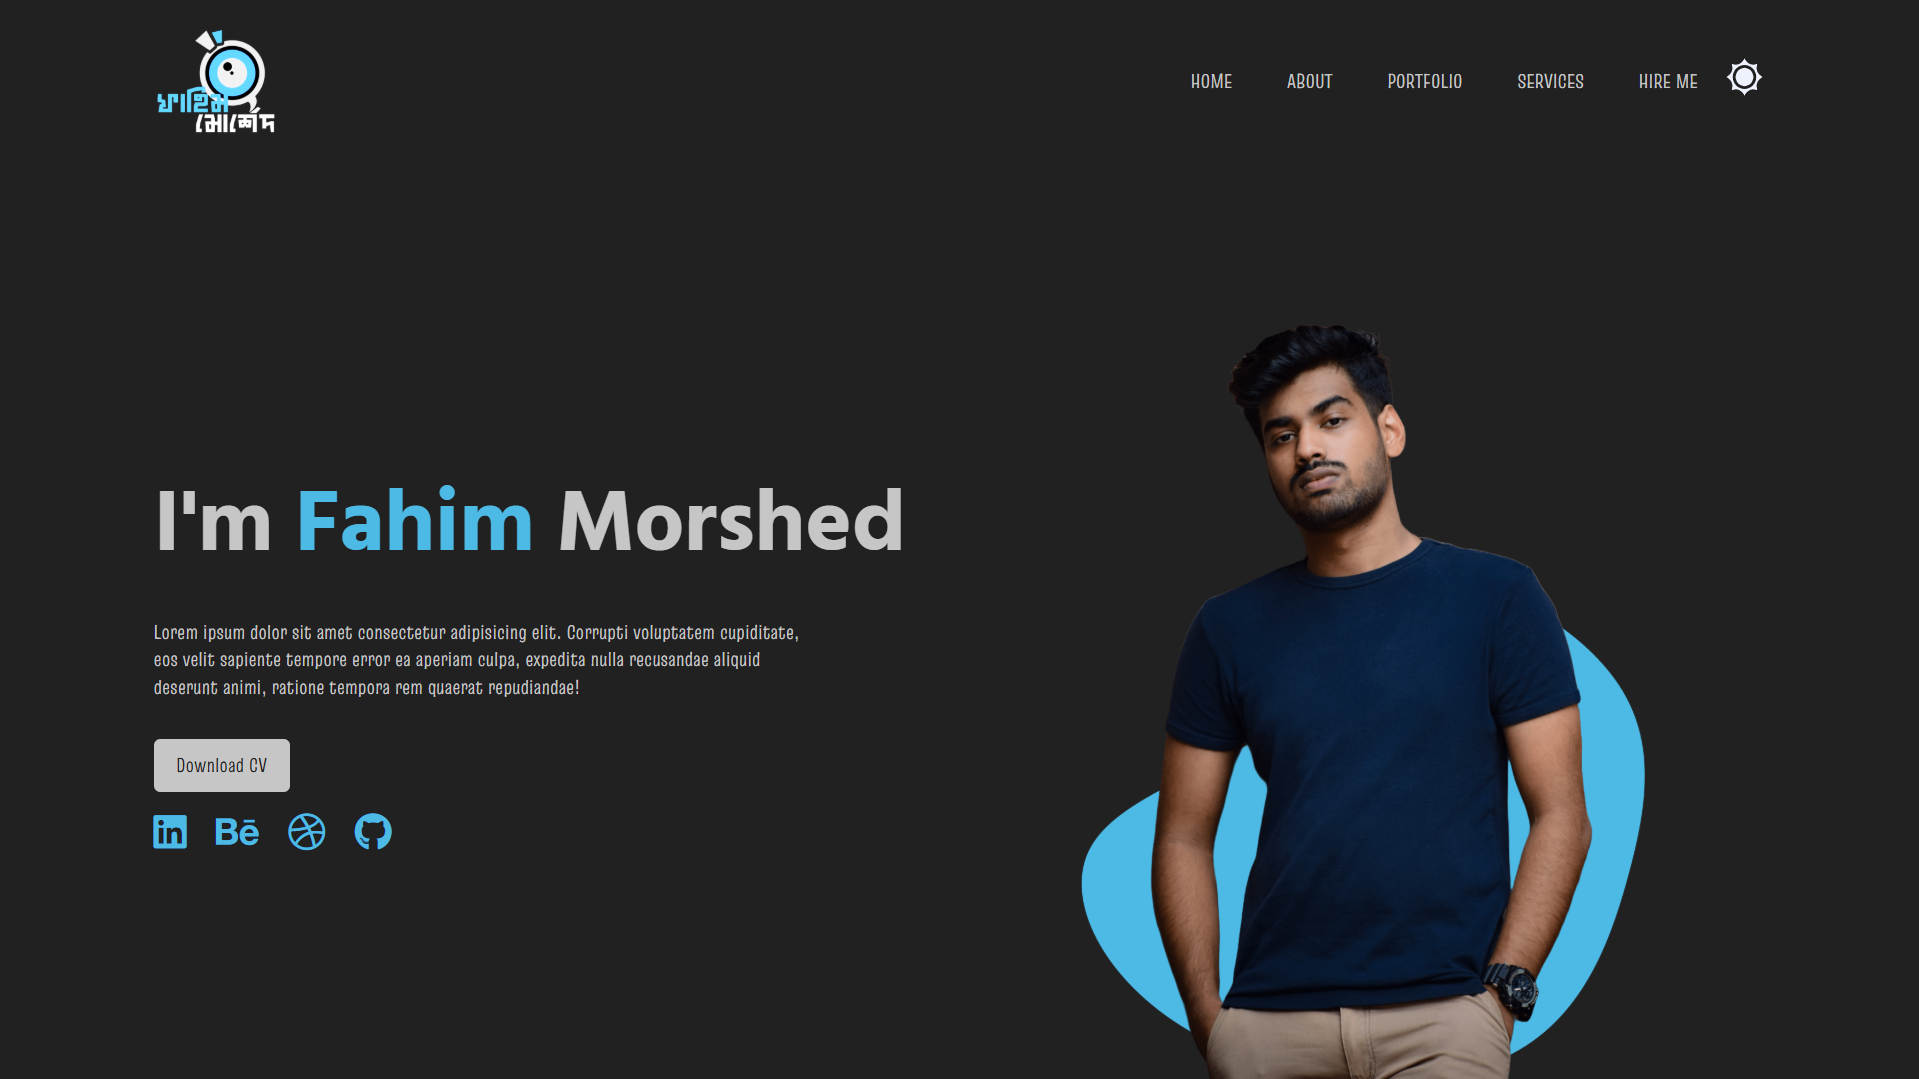 ফাহিম
মোর্শেদ
HOME ABOUT PORTFOLIO SERVICES HIRE ME
I'm Fahim Morshed
Lorem ipsum dolor sit amet consectetur adipisicing elit. Corrupti voluptatem cupiditate,
eos velit sapiente tempore error ea aperiam culpa, expedita nulla recusandae aliquid
deserunt animi, ratione tempora rem quaerat repudiandae!
Download CV
in Bē